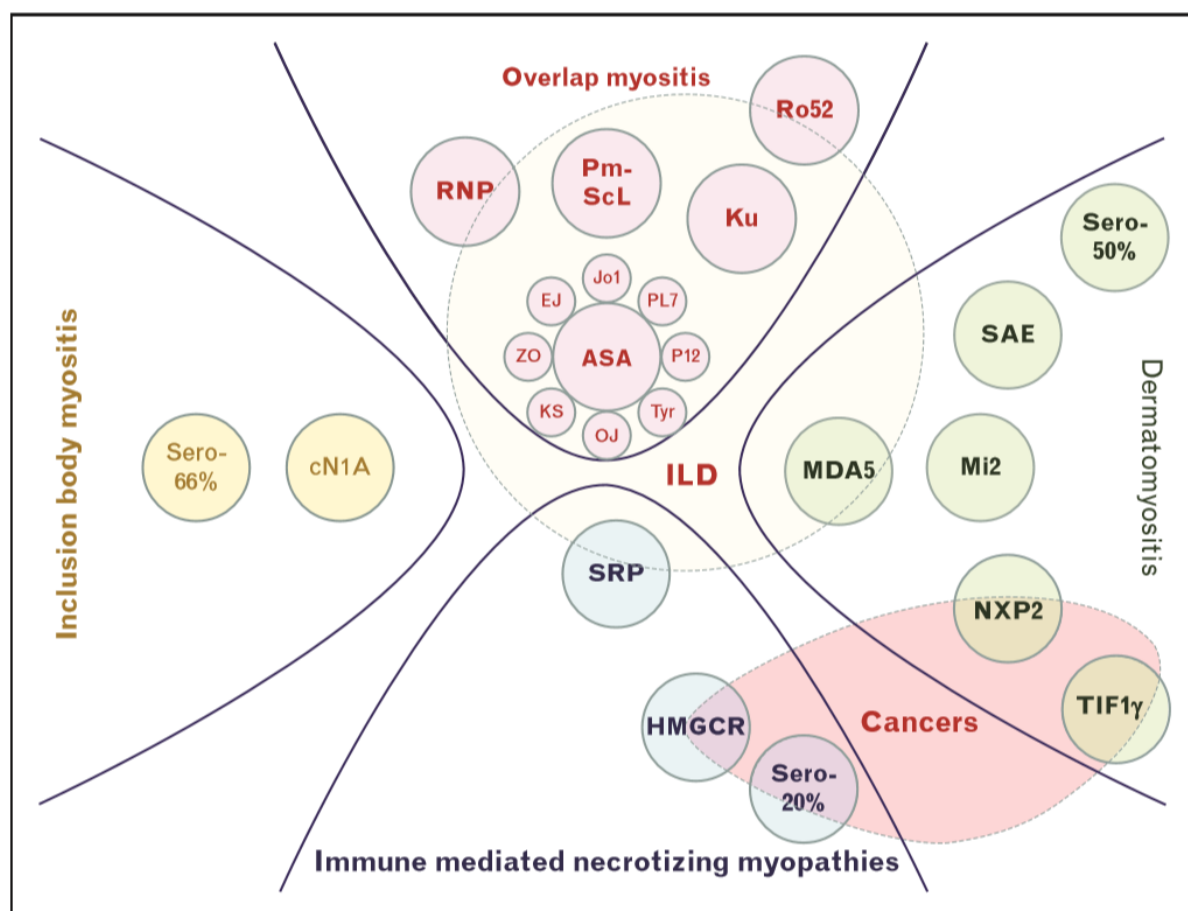 Overlap myositis
Ro52
RNP
Pm-
ScL
Ku
Jo1
EJ
PL7
ZO
ASA
P12
KS
Tyr
OJ
ILD
Sero-
50%
SAE
MDA5
Mi2
NXP2
TIF1γ
Dermatomyositis
Inclusion body myositis
Sero-
66%
cN1A
SRP
HMGCR
Sero-
20%
Cancers
Immune mediated necrotizing myopathies